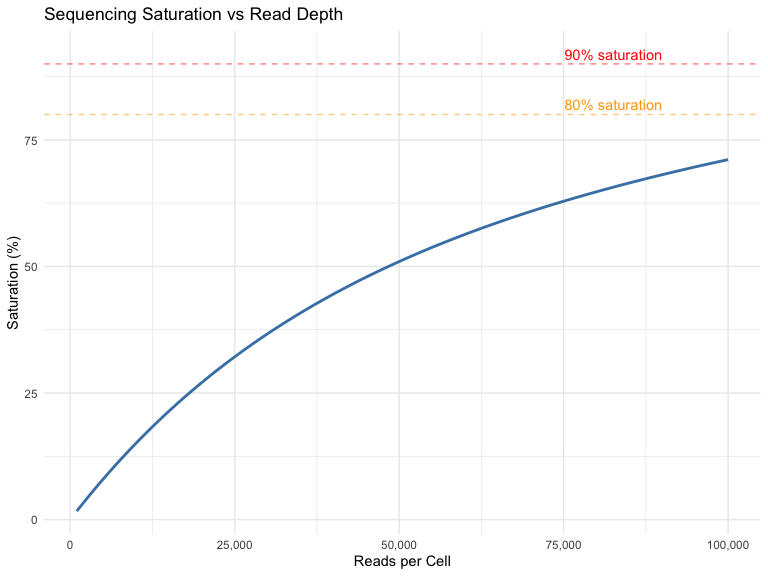 Sequencing Saturation vs Read Depth
90% saturation
80% saturation
75
50
25
0
Saturation (%)
0 25,000 50,000 75,000 100,000
Reads per Cell